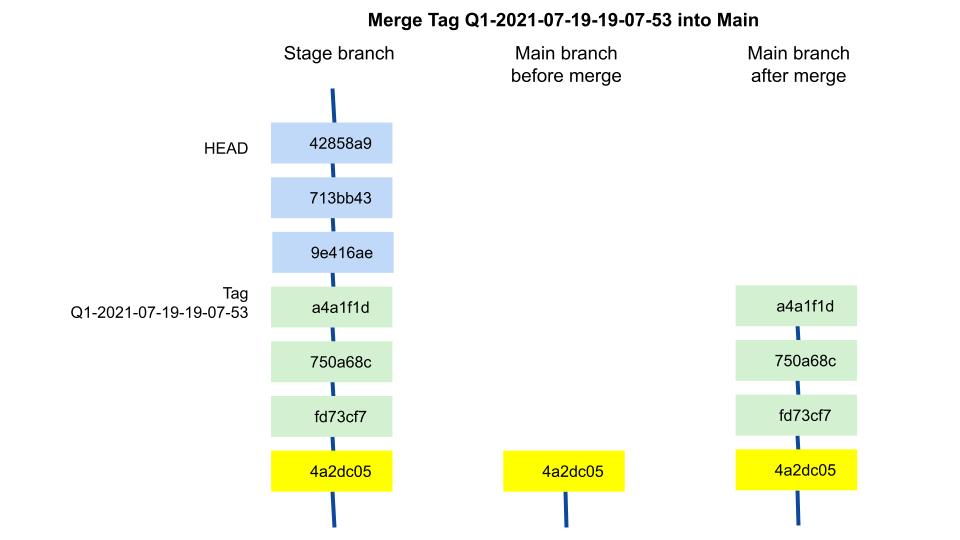 Merge Tag Q1-2021-07-19-19-07-53 into Main
Stage branch
Main branch
before merge
Main branch
after merge
HEAD
42858a9
713bb43
9e416ae
Tag
Q1-2021-07-19-19-07-53
a4a1f1d
a4a1f1d
750a68c
750a68c
fd73cf7
fd73cf7
4a2dc05
4a2dc05
4a2dc05